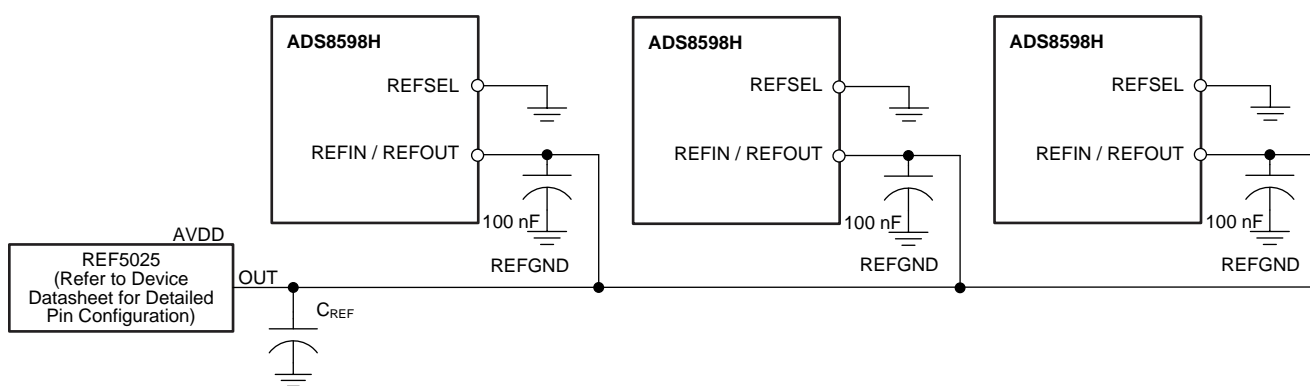 ADS8598H
REFSEL
REFIN / REFOUT
100 nF
REFGND
ADS8598H
REFSEL
REFIN / REFOUT
100 nF
REFGND
ADS8598H
REFSEL
REFIN / REFOUT
100 nF
REFGND
AVDD
REF5025
(Refer to Device
Datasheet for Detailed
Pin Configuration)
OUT
CREF